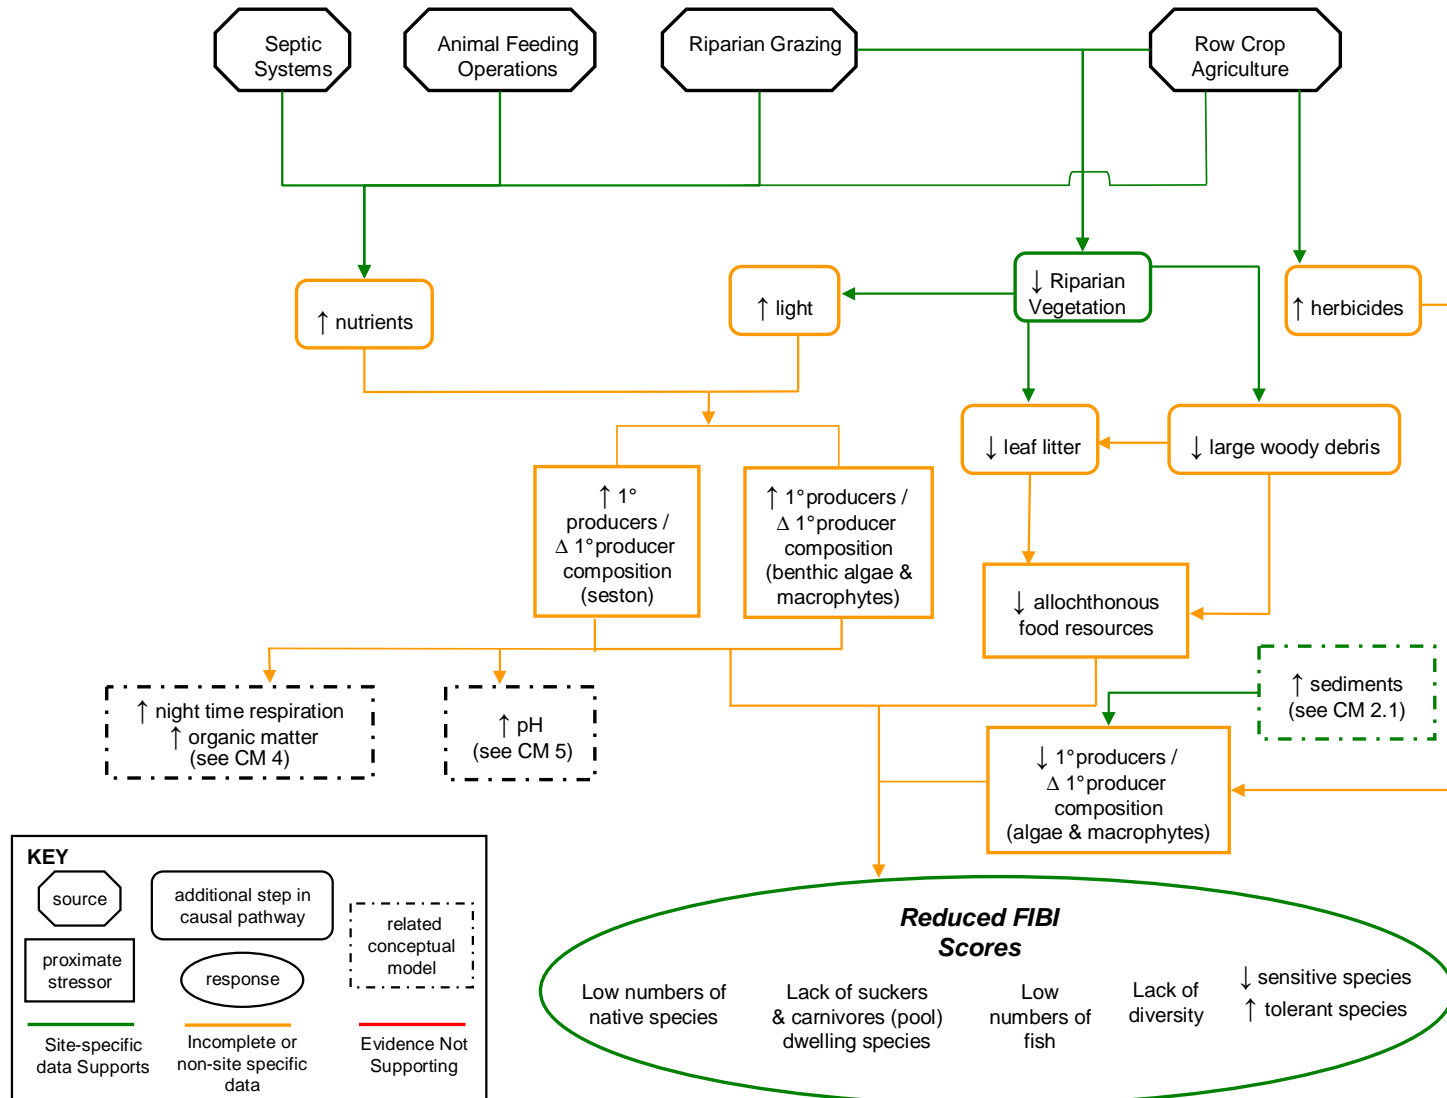 Septic
Systems
Animal Feeding
Operations
Riparian Grazing
Row Crop
Agriculture
↑ nutrients
↑ light
↓ Riparian
Vegetation
↑ herbicides
↓ leaf litter
↓ large woody debris
↑ 1°
producers /
Δ 1°producer
composition
(seston)
↑ 1°producers /
Δ 1°producer
composition
(benthic algae &
macrophytes)
↓ allochthonous
food resources
↑ sediments
(see CM 2.1)
↑ night time respiration
↑ organic matter
(see CM 4)
↑ pH
(see CM 5)
↓ 1°producers /
Δ 1°producer
composition
(algae & macrophytes)
KEY
source
additional step in
causal pathway
related
conceptual
model
proximate
stressor
response
Site-specific
data Supports
Incomplete or
non-site specific
data
Evidence Not
Supporting
Reduced FIBI
Scores
Low numbers of
native species
Lack of suckers
& carnivores (pool)
dwelling species
Low
numbers of
fish
Lack of
diversity
↓ sensitive species
↑ tolerant species